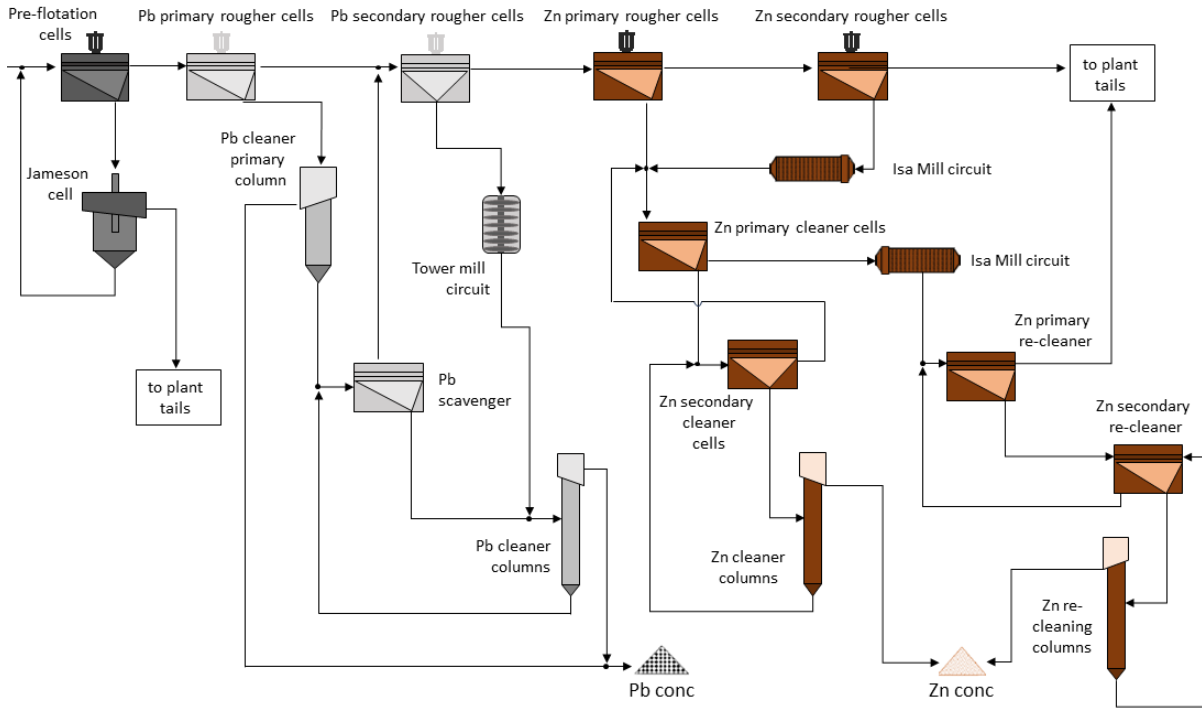 Pre-flotation
cells
Pb primary rougher cells
Pb secondary rougher cells
Zn primary rougher cells
Zn secondary rougher cells
to plant
tails
Pb cleaner
primary
column
Jameson
cell
Isa Mill circuit
Zn primary cleaner cells
Isa Mill circuit
Tower mill
circuit
Zn primary
re-cleaner
to plant
tails
Pb
scavenger
Zn secondary
cleaner
cells
Zn secondary
re-cleaner
Pb cleaner
columns
Zn cleaner
columns
Zn re-
cleaning
columns
Pb conc
Zn conc